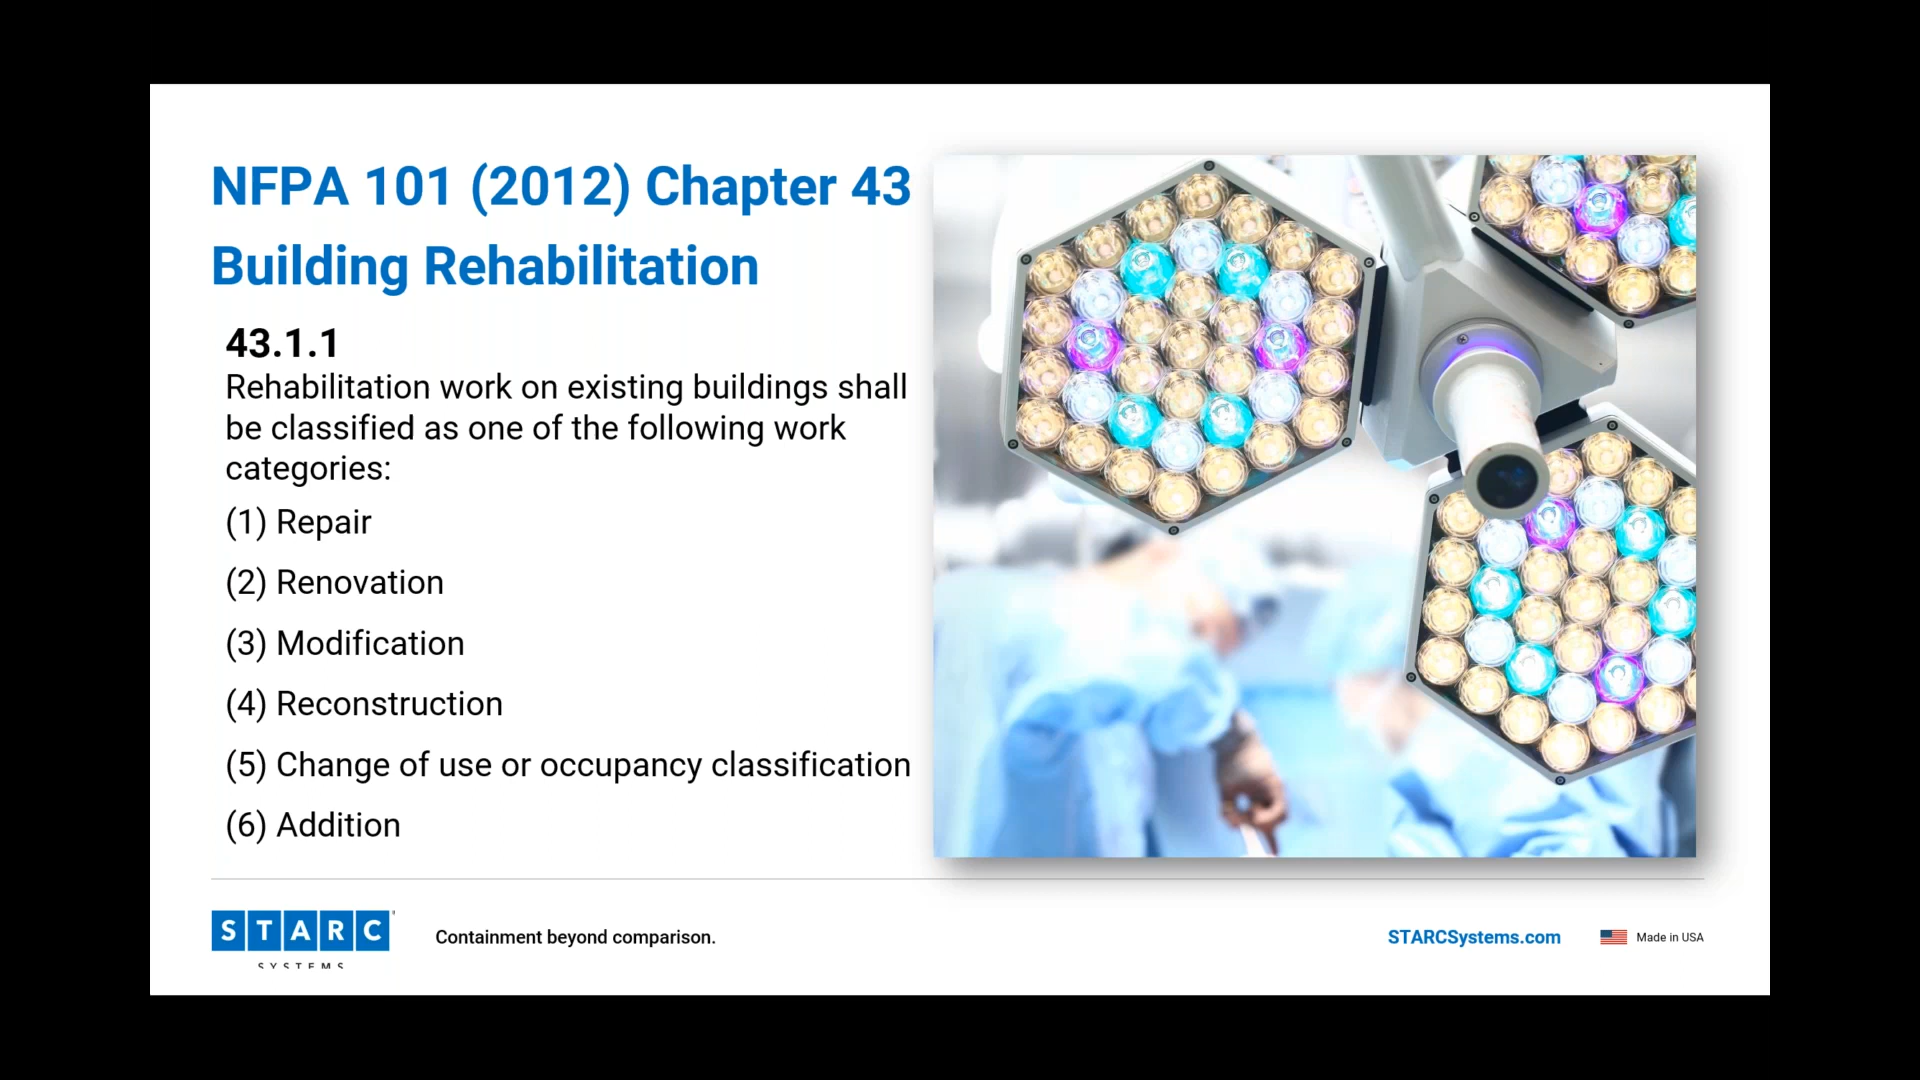 NFPA 101 (2012) Chapter 43
Building Rehabilitation
43.1.1
Rehabilitation work on existing buildings shall
be classified as one of the following work
categories:
(1) Repair
(2) Renovation
(3) Modification
(4) Reconstruction
(5) Change of use or occupancy classification
(6) Addition
STARC
SYSTEMS
Containment beyond comparison.
STARCSystems.com
Made in USA